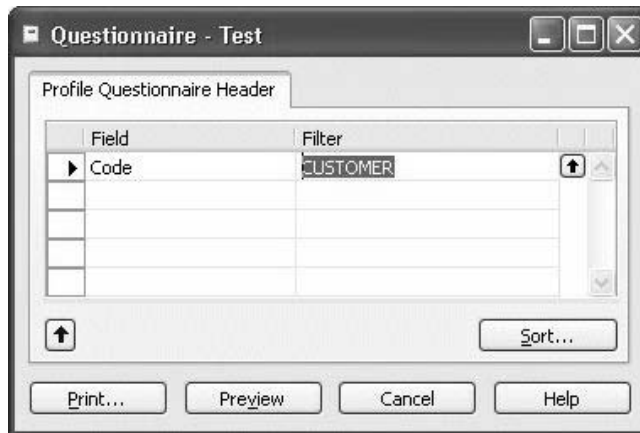 Questionnaire - Test
Profile Questionnaire Header
Field Filter
Code CUSTOMER
Sort...
Print... Preview Cancel Help